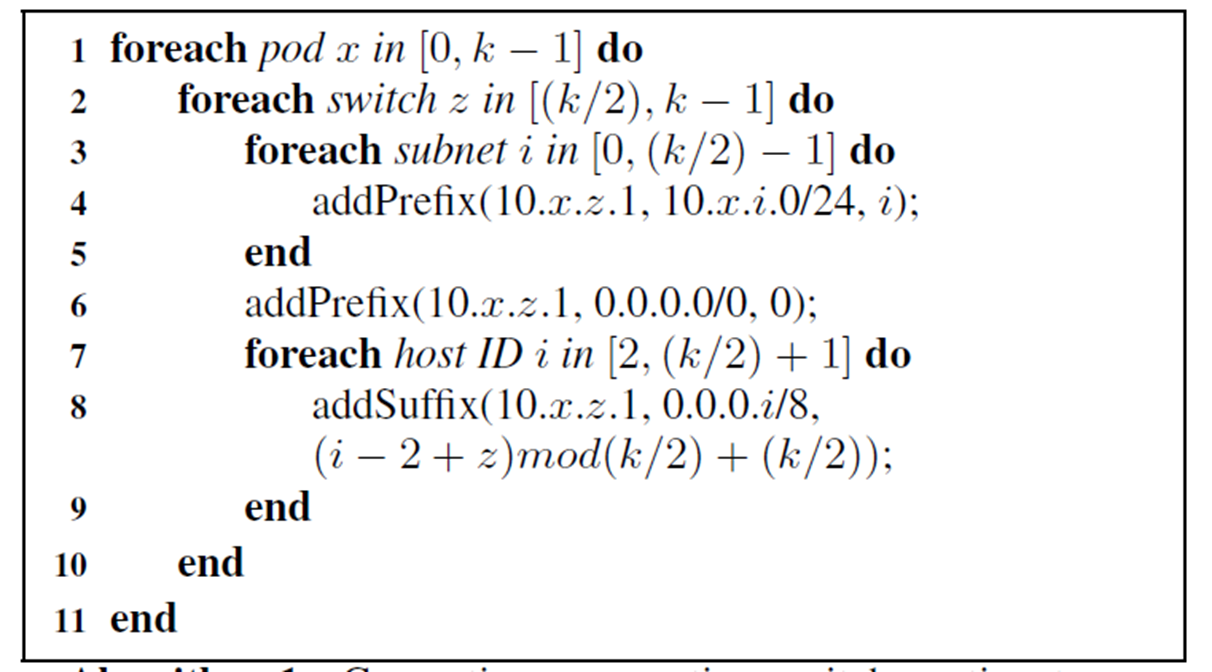 1 foreach pod x in [0, k − 1] do
2 foreach switch z in [(k/2), k − 1] do
3 foreach subnet i in [0, (k/2) − 1] do
4 addPrefix(10.x.z.1, 10.x.i.0/24, i);
5 end
6 addPrefix(10.x.z.1, 0.0.0.0/0, 0);
7 foreach host ID i in [2, (k/2) + 1] do
8 addSuffix(10.x.z.1, 0.0.0.i/8,
(i − 2 + z)mod(k/2) + (k/2));
9 end
10 end
11 end